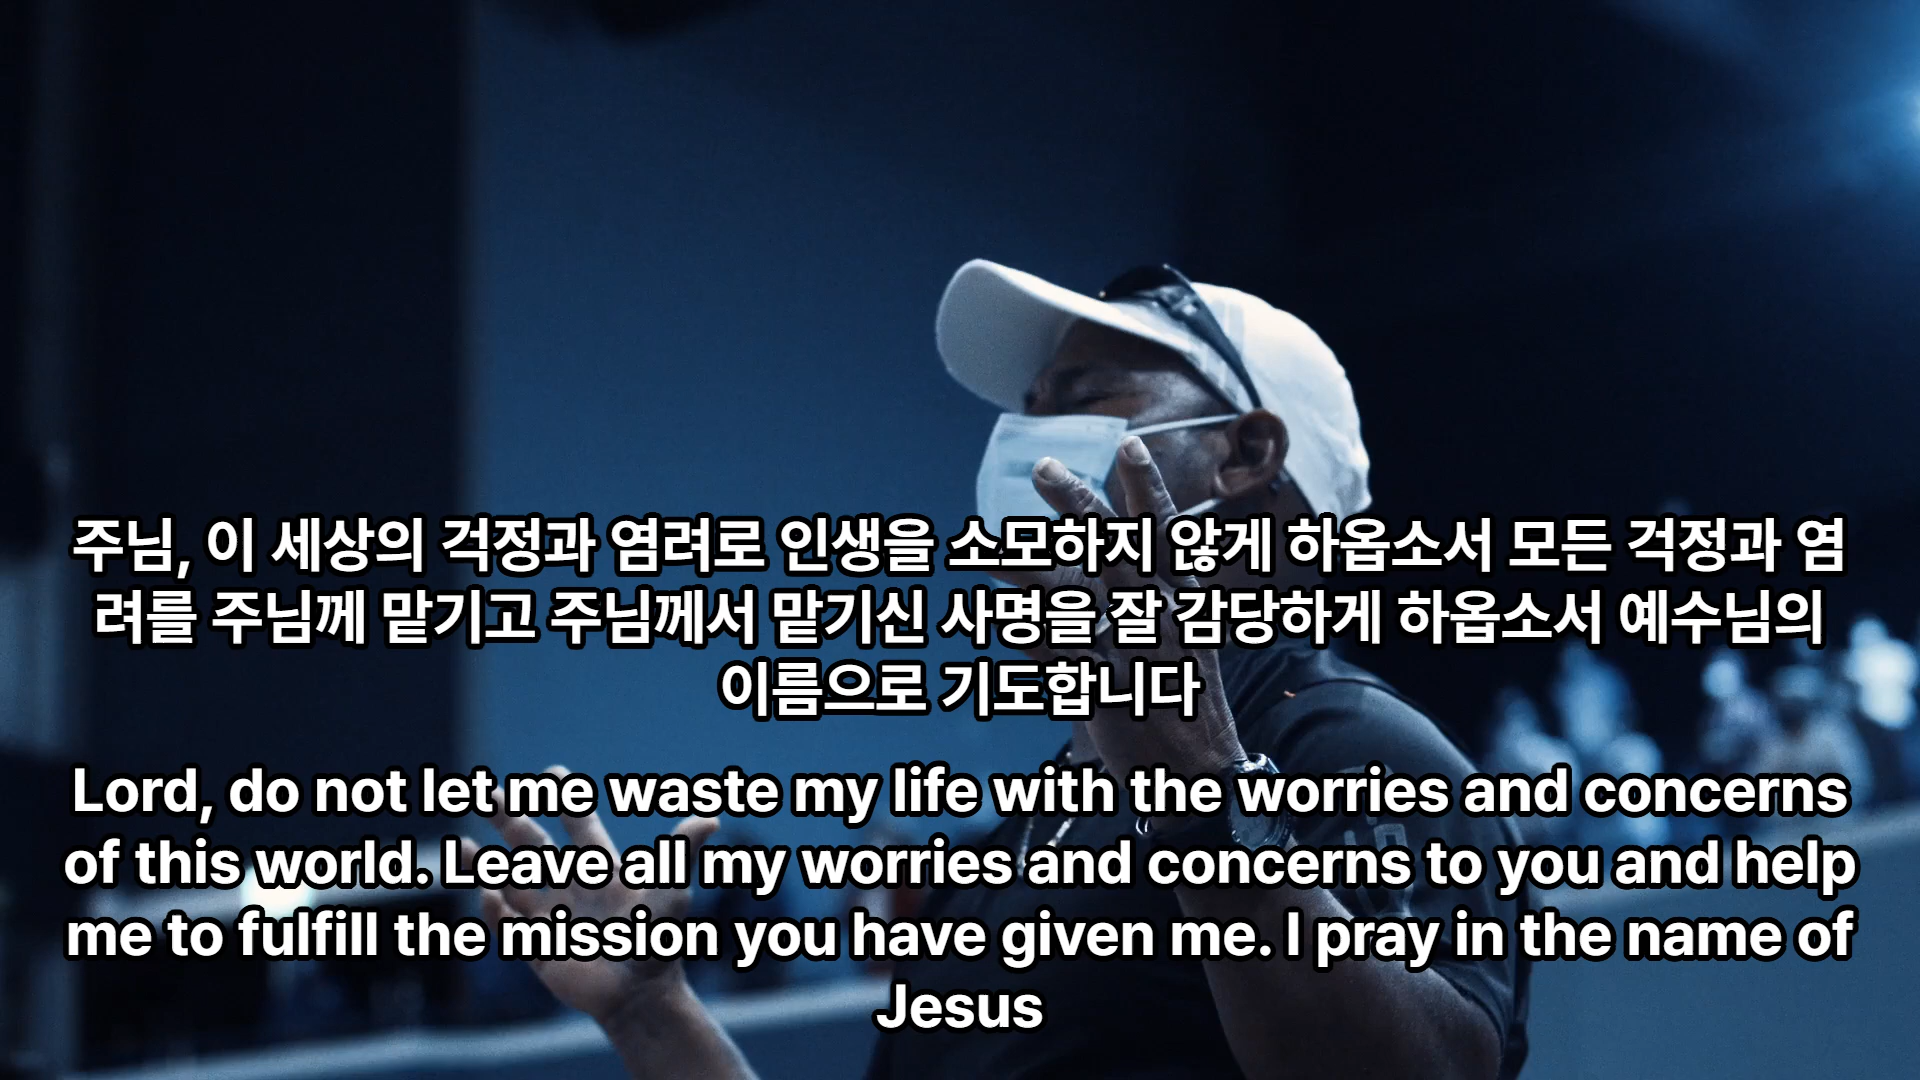 주님, 이 세상의 걱정과 염려로 인생을 소모하지 않게 하옵소서 모든 걱정과 염
려를 주님께 맡기고 주님께서 맡기신 사명을 잘 감당하게 하옵소서 예수님의
이름으로 기도합니다
Lord, do not let me waste my life with the worries and concerns
of this world. Leave all my worries and concerns to you and help
me to fulfill the mission you have given me. I pray in the name of
Jesus